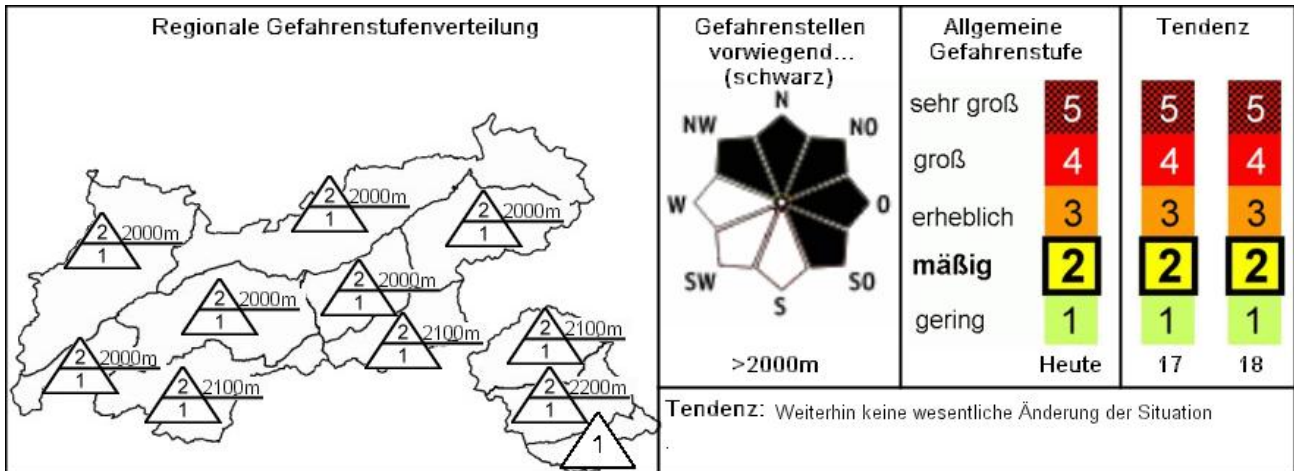 Regionale Gefahrenstufenverteilung
2
2000m
1
2
2000m
1
2
2000m
1
2
2000m
1
2
2000m
1
2
2100m
1
2
2100m
1
2
2000m
1
2
2100m
1
2
2200m
1
1
Gefahrenstellen
vorwiegend...
(schwarz)
N
NW
NO
W
O
SW
SO
S
>2000m
Allgemeine
Gefahrenstufe
sehr groß 5
groß 4
erheblich 3
mäßig 2
gering 1
Heute
Tendenz
5 5
4 4
3 3
2 2
1 1
17 18
Tendenz: Weiterhin keine wesentliche Änderung der Situation
.